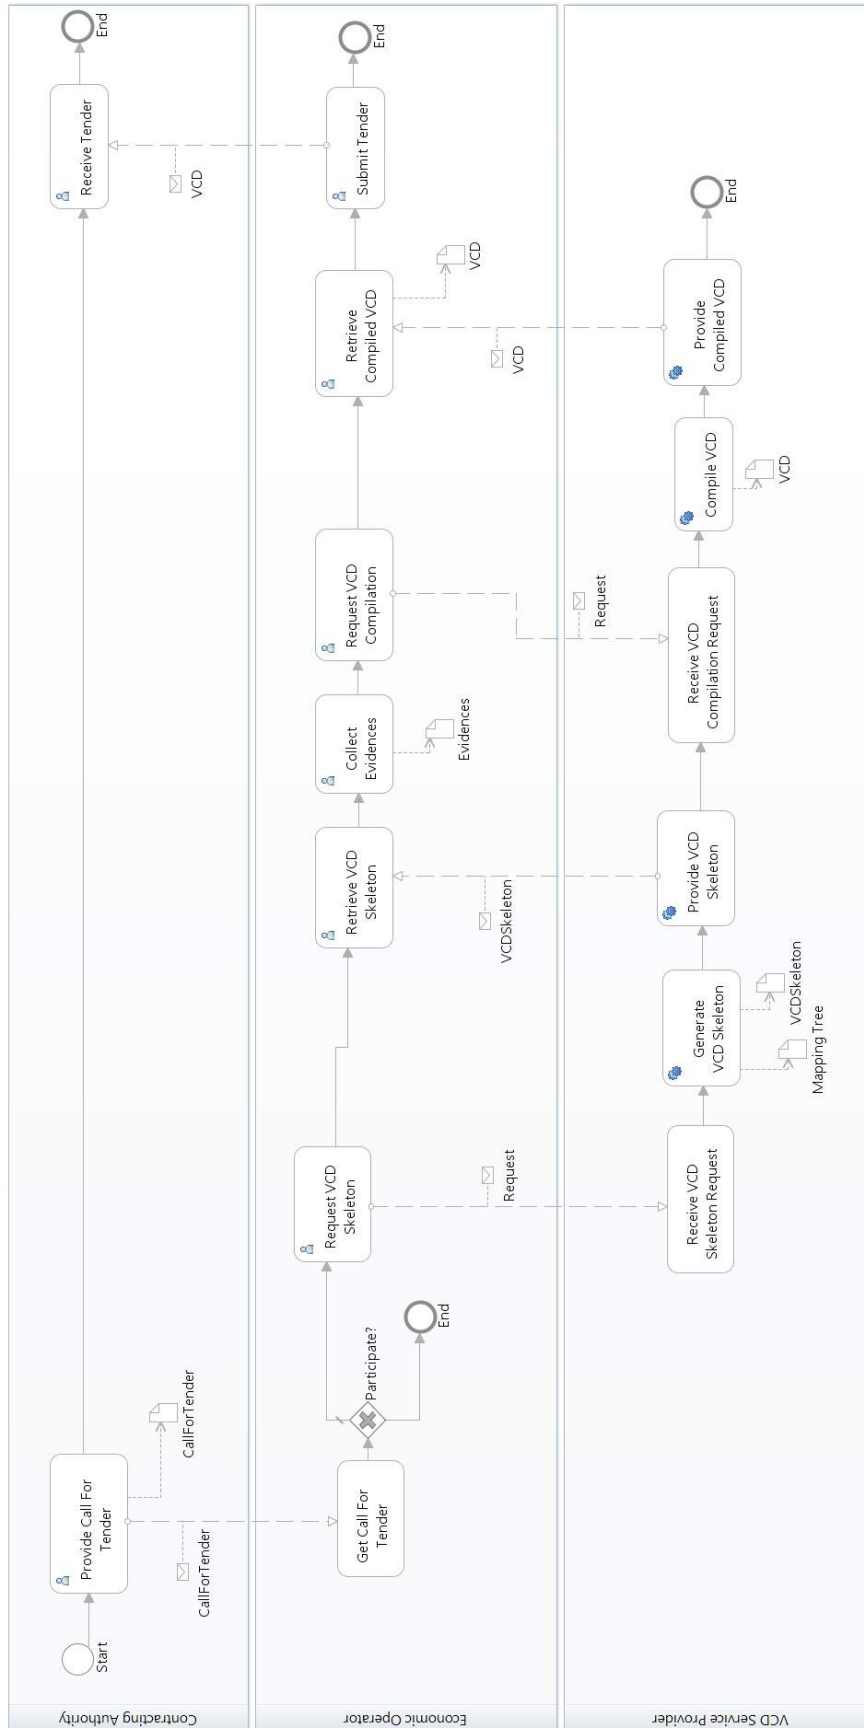 Contracting Authority
Start
Provide Call For
Tender
CallForTender
CallForTender
Receive Tender
End
VCD
Economic Operator
Get Call For
Tender
Participate?
End
Request VCD
Skeleton
Request
Retrieve VCD
Skeleton
VCDSkeleton
Collect
Evidences
Evidences
Request VCD
Compilation
Request
Retrieve
Compiled VCD
VCD
VCD
Submit Tender
End
VCD Service Provider
Receive VCD
Skeleton Request
Generate
VCD Skeleton
Mapping Tree
VCDSkeleton
Provide VCD
Skeleton
Receive VCD
Compilation Request
Compile VCD
VCD
Provide
Compiled VCD
End